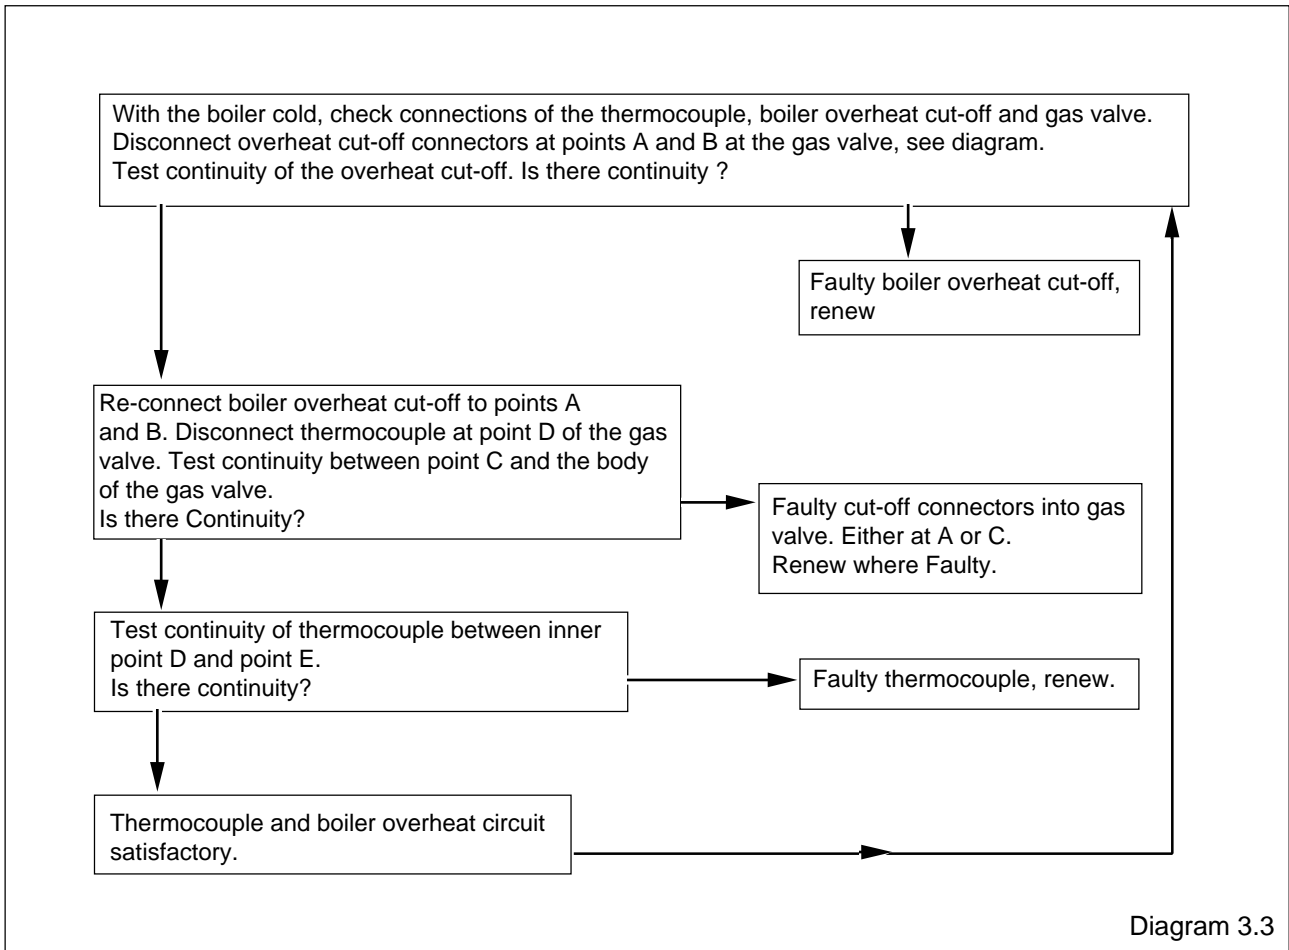 With the boiler cold, check connections of the thermocouple, boiler overheat cut-off and gas valve.
Disconnect overheat cut-off connectors at points A and B at the gas valve, see diagram.
Test continuity of the overheat cut-off. Is there continuity ?
Faulty boiler overheat cut-off,
renew
Re-connect boiler overheat cut-off to points A
and B. Disconnect thermocouple at point D of the gas
valve. Test continuity between point C and the body
of the gas valve.
Is there Continuity?
Faulty cut-off connectors into gas
valve. Either at A or C.
Renew where Faulty.
Test continuity of thermocouple between inner
point D and point E.
Is there continuity?
Faulty thermocouple, renew.
Thermocouple and boiler overheat circuit
satisfactory.
Diagram 3.3